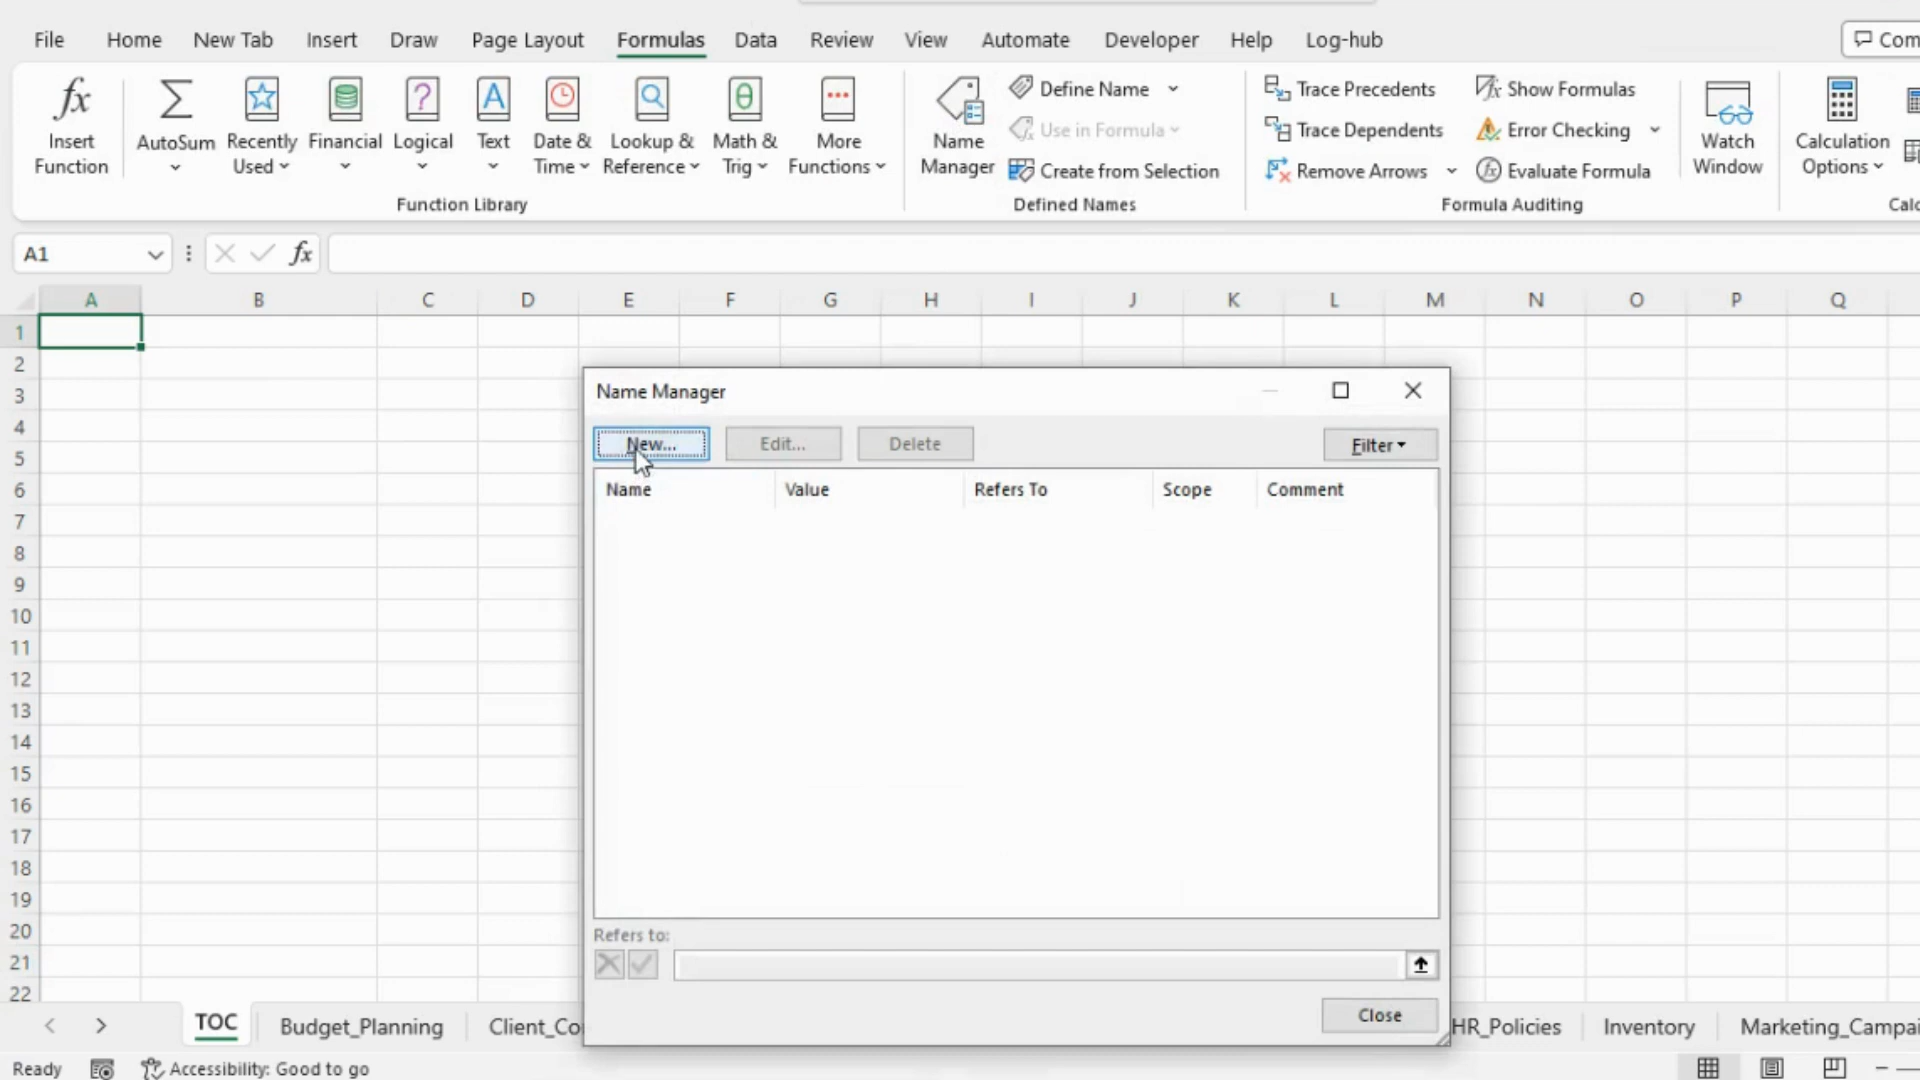 File Home New Tab Insert Draw Page Layout Formulas Data Review View Automate Developer Help Log-hub
Insert Function
AutoSum
Recently Used
Financial
Logical
Text
Date & Time
Lookup & Reference
Math & Trig
More Functions
Function Library
Name Manager
Define Name
Use in Formula
Create from Selection
Defined Names
Trace Precedents
Trace Dependents
Remove Arrows
Show Formulas
Error Checking
Evaluate Formula
Formula Auditing
Watch Window
Calculation Options
A1
fx
A B C D E F G H I J K L M N O P Q
1
2
3
4
5
6
7
8
9
10
11
12
13
14
15
16
17
18
19
20
21
22
Name Manager
New... Edit... Delete Filter
Name Value Refers To Scope Comment
Refers to:
Close
TOC Budget_Planning Client_Co HR_Policies Inventory Marketing_Campai
Ready Accessibility: Good to go